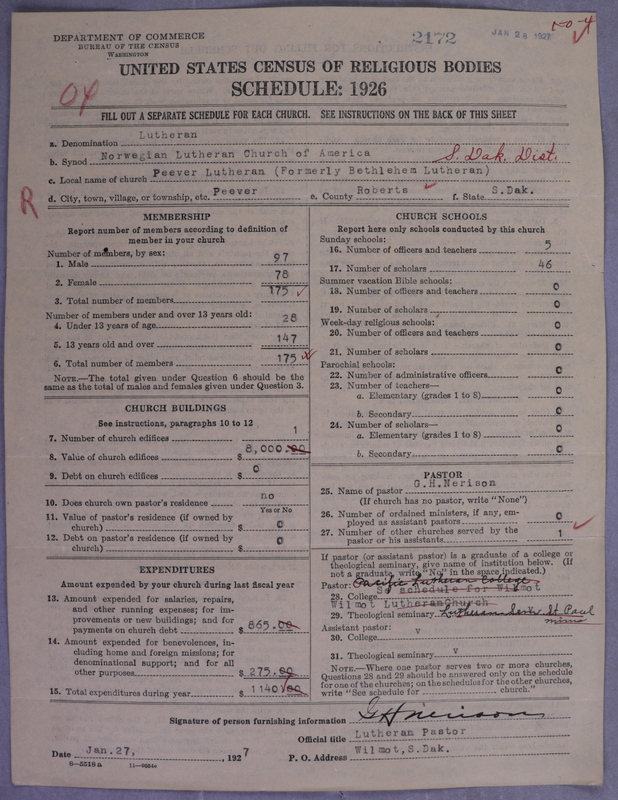 DEPARTMENT OF COMMERCE
BUREAU OF THE CENSUS
WASHINGTON
2172
JAN 28 1927
UNITED STATES CENSUS OF RELIGIOUS BODIES
SCHEDULE: 1926
FILL OUT A SEPARATE SCHEDULE FOR EACH CHURCH. SEE INSTRUCTIONS ON THE BACK OF THIS SHEET
a. Denomination Lutheran
b. Synod Norwegian Lutheran Church of America S. Dak. Dist.
c. Local name of church Peever Lutheran (Formerly Bethlehem Lutheran)
R
d. City, town, village, or township, etc. Peever e. County Roberts f. State S.Dak.
MEMBERSHIP
Report number of members according to definition of
member in your church
Number of members, by sex:
1. Male 97
2. Female 78
3. Total number of members 175
Number of members under and over 13 years old:
4. Under 13 years of age 28
5. 13 years old and over 147
6. Total number of members 175
NOTE.—The total given under Question 6 should be
the same as the total of males and females given under Question 3.
CHURCH BUILDINGS
See instructions, paragraphs 10 to 12
7. Number of church edifices 1
8. Value of church edifices $ 8,000.00
9. Debt on church edifices $ 0
10. Does church own pastor's residence no
Yes or No
11. Value of pastor's residence (if owned by
church) $ 0
12. Debt on pastor's residence (if owned by
church) $ 0
EXPENDITURES
Amount expended by your church during last fiscal year
13. Amount expended for salaries, repairs,
and other running expenses; for im-
provements or new buildings; and for
payments on church debt $ 865.00
14. Amount expended for benevolences, in-
cluding home and foreign missions; for
denominational support; and for all
other purposes $ 275.00
15. Total expenditures during year $ 1140.00
CHURCH SCHOOLS
Report here only schools conducted by this church
Sunday schools:
16. Number of officers and teachers 5
17. Number of scholars 46
Summer vacation Bible schools:
18. Number of officers and teachers 0
19. Number of scholars 0
Week-day religious schools:
20. Number of officers and teachers 0
21. Number of scholars 0
Parochial schools:
22. Number of administrative officers 0
23. Number of teachers—
a. Elementary (grades 1 to 8) 0
b. Secondary 0
24. Number of scholars—
a. Elementary (grades 1 to 8) 0
b. Secondary 0
PASTOR
25. Name of pastor G.H.Nerison
(If church has no pastor, write "None")
26. Number of ordained ministers, if any, em-
ployed as assistant pastors 0
27. Number of other churches served by the
pastor or his assistants 1
If pastor (or assistant pastor) is a graduate of a college or
theological seminary, give name of institution below. (If
not a graduate, write "No" in the space indicated.)
Pastor: Pacific Lutheran College
28. College schedule for Wilmot
Wilmot Lutheran Church
29. Theological seminary Luther Sem. St. Paul
Minn
Assistant pastor:
30. College v
31. Theological seminary v
NOTE.—Where one pastor serves two or more churches,
Questions 28 and 29 should be answered only on the schedule
for one of the churches; on the schedules for the other churches,
write "See schedule for church."
Signature of person furnishing information G H Nerison
Official title Lutheran Pastor
Date Jan.27, 1927 P. O. Address Wilmot,S.Dak.
8—5518a